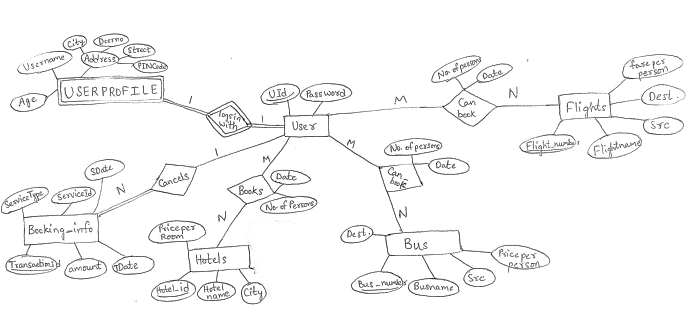 City
Doorno
Street
Username
Address
PINCode
USERPROFILE
Age
1
login
with
1
UId
Password
User
M
No. of persons
Date
Can
book
N
fare per
person
Flights
Dest.
Src
Flight_number
Flightname
1
Cancels
N
SDate
ServiceId
ServiceType
Booking_info
TransactionId
amount
TDate
M
Books
Date
No. of Persons
N
Price per
Room
Hotels
Hotel_id
Hotel
name
City
M
No. of persons
Can
book
Date
N
Dest.
Bus
Price per
person
Bus_number
Busname
Src